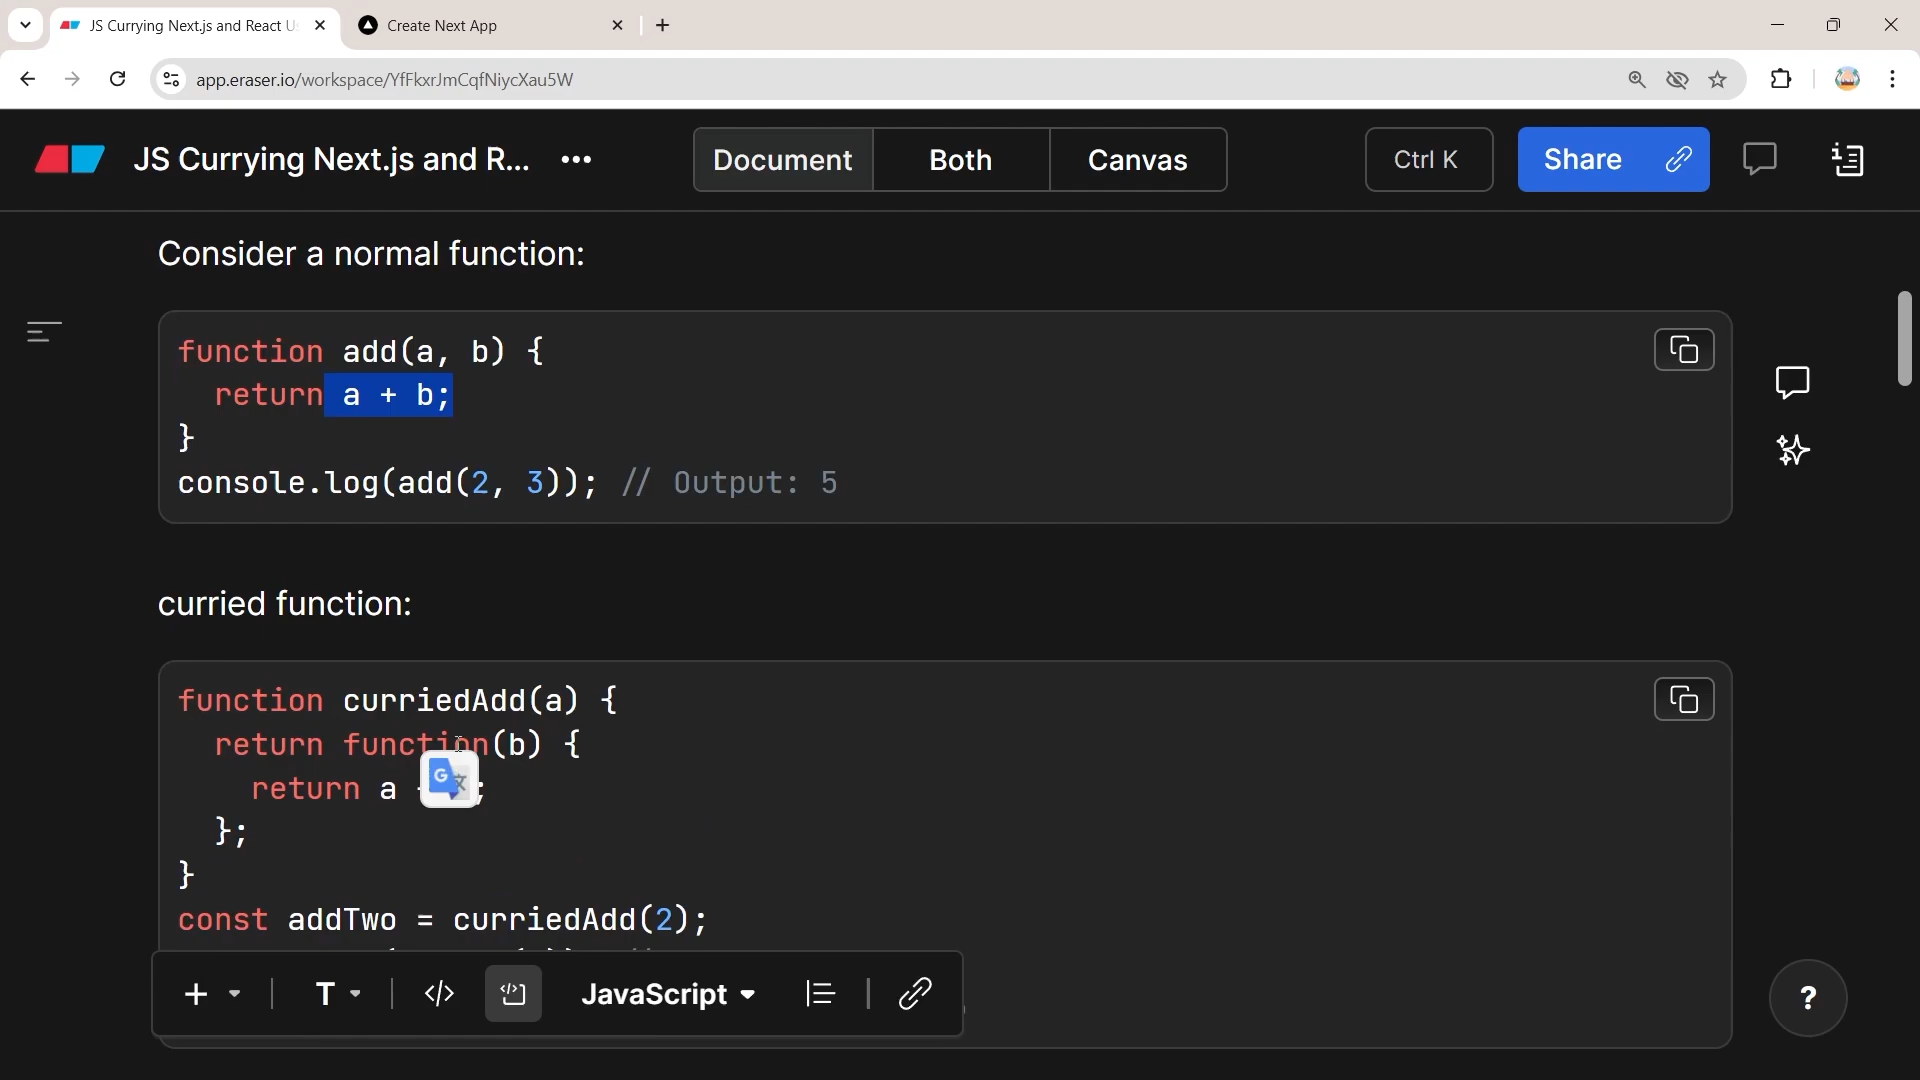 JS Currying Next.js and React Us
Create Next App
app.eraser.io/workspace/YfFkxrJmCqfNiycXau5W
JS Currying Next.js and R...
Document
Both
Canvas
Ctrl K
Share
Consider a normal function:
function add(a, b) {
return a + b;
}
console.log(add(2, 3)); // Output: 5
curried function:
function curriedAdd(a) {
return function(b) {
return a
};
}
const addTwo = curriedAdd(2);
T
JavaScript
?